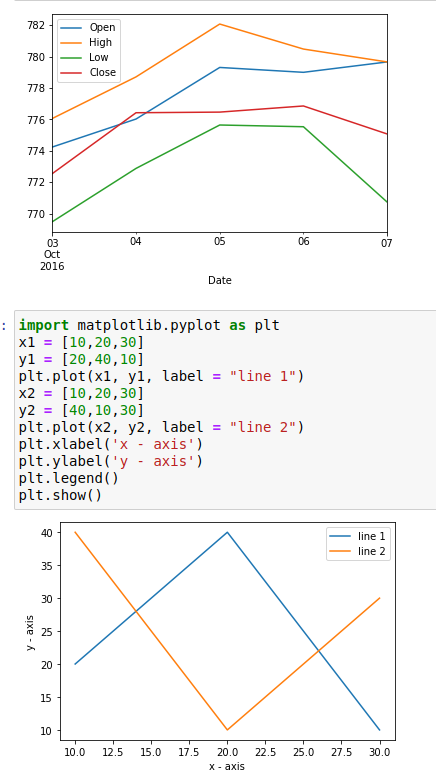 782
780
778
776
774
772
770
Open
High
Low
Close
03 04 05 06 07
Oct
2016
Date
:
import matplotlib.pyplot as plt
x1 = [10,20,30]
y1 = [20,40,10]
plt.plot(x1, y1, label = "line 1")
x2 = [10,20,30]
y2 = [40,10,30]
plt.plot(x2, y2, label = "line 2")
plt.xlabel('x - axis')
plt.ylabel('y - axis')
plt.legend()
plt.show()
line 1
line 2
40
35
30
25
20
15
10
y - axis
10.0 12.5 15.0 17.5 20.0 22.5 25.0 27.5 30.0
x - axis